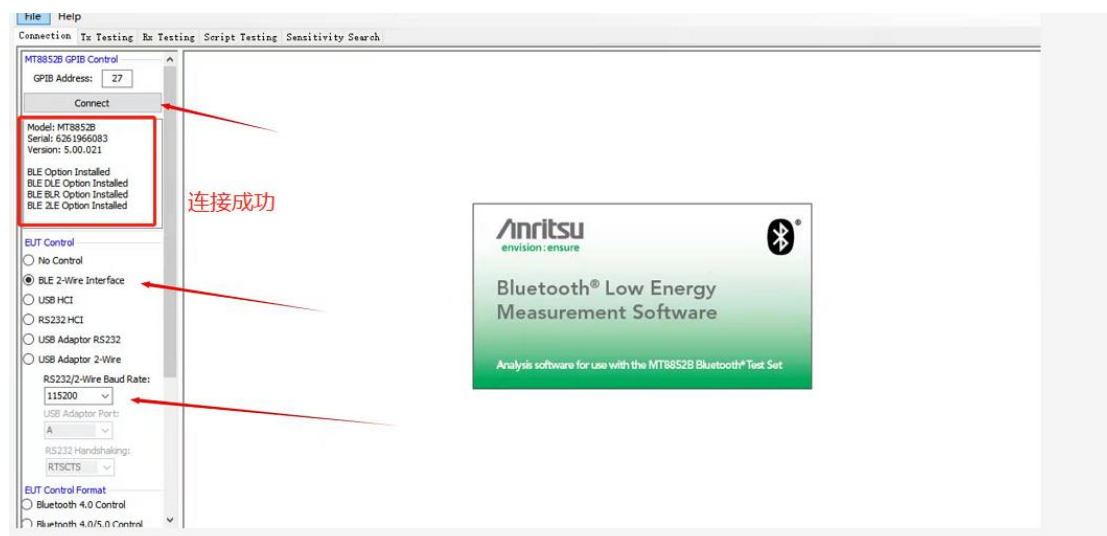 File Help
Connection Tx Testing Rx Testing Script Testing Sensitivity Search
MT8852B GPIB Control
GPIB Address: 27
Connect
Model: MT8852B
Serial: 6261966083
Version: 5.00.021
BLE Option Installed
BLE DLE Option Installed
BLE BLR Option Installed
BLE 2LE Option Installed
连接成功
EUT Control
No Control
BLE 2-Wire Interface
USB HCI
RS232 HCI
USB Adaptor RS232
USB Adaptor 2-Wire
RS232/2-Wire Baud Rate:
115200
USB Adaptor Port:
A
RS232 Handshaking:
RTSCTS
EUT Control Format
Bluetooth 4.0 Control
Bluetooth 4.0/5.0 Control
Anritsu
envision : ensure
Bluetooth® Low Energy
Measurement Software
Analysis software for use with the MT8852B Bluetooth® Test Set